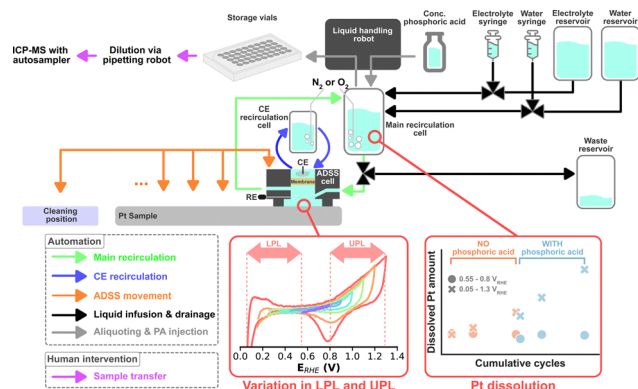 Storage vials
Liquid handling
robot
Conc.
phosphoric acid
Electrolyte
syringe
Water
syringe
Electrolyte
reservoir
Water
reservoir
ICP-MS with
autosampler
Dilution via
pipetting robot
N2 or O2
CE
recirculation
cell
Main recirculation
cell
Waste
reservoir
CE
Membrane
ADSS
cell
RE
...
Cleaning
position
Pt Sample
Automation
Main recirculation
CE recirculation
ADSS movement
Liquid infusion & drainage
Aliquoting & PA injection
Human intervention
Sample transfer
LPL
UPL
0.0 0.2 0.4 0.6 0.8 1.0 1.2 1.4
E_RHE (V)
Variation in LPL and UPL
NO
phosphoric acid
WITH
phosphoric acid
0.55 - 0.8 V_RHE
0.05 - 1.3 V_RHE
Dissolved Pt amount
Cumulative cycles
Pt dissolution